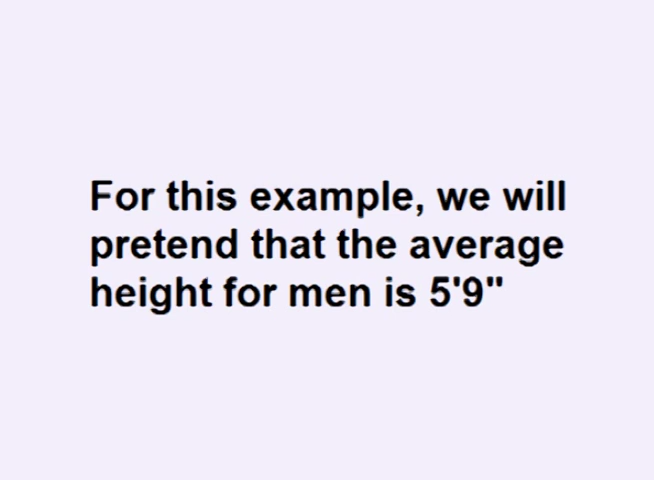 For this example, we will
pretend that the average
height for men is 5'9"